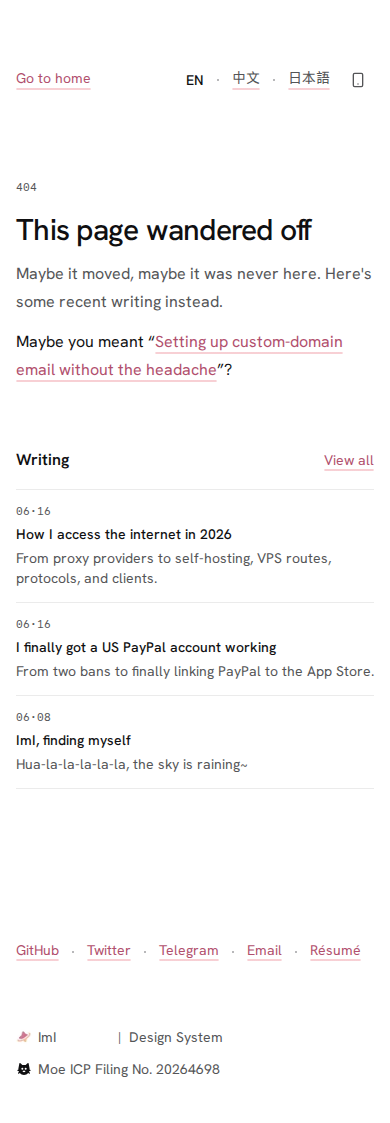 Go to home EN · 中文 · 日本語
404
This page wandered off
Maybe it moved, maybe it was never here. Here's
some recent writing instead.
Maybe you meant “Setting up custom-domain
email without the headache”?
Writing View all
06·16
How I access the internet in 2026
From proxy providers to self-hosting, VPS routes,
protocols, and clients.
06·16
I finally got a US PayPal account working
From two bans to finally linking PayPal to the App Store.
06·08
ImI, finding myself
Hua-la-la-la-la-la, the sky is raining~
GitHub · Twitter · Telegram · Email · Résumé
ImI | Design System
Moe ICP Filing No. 20264698